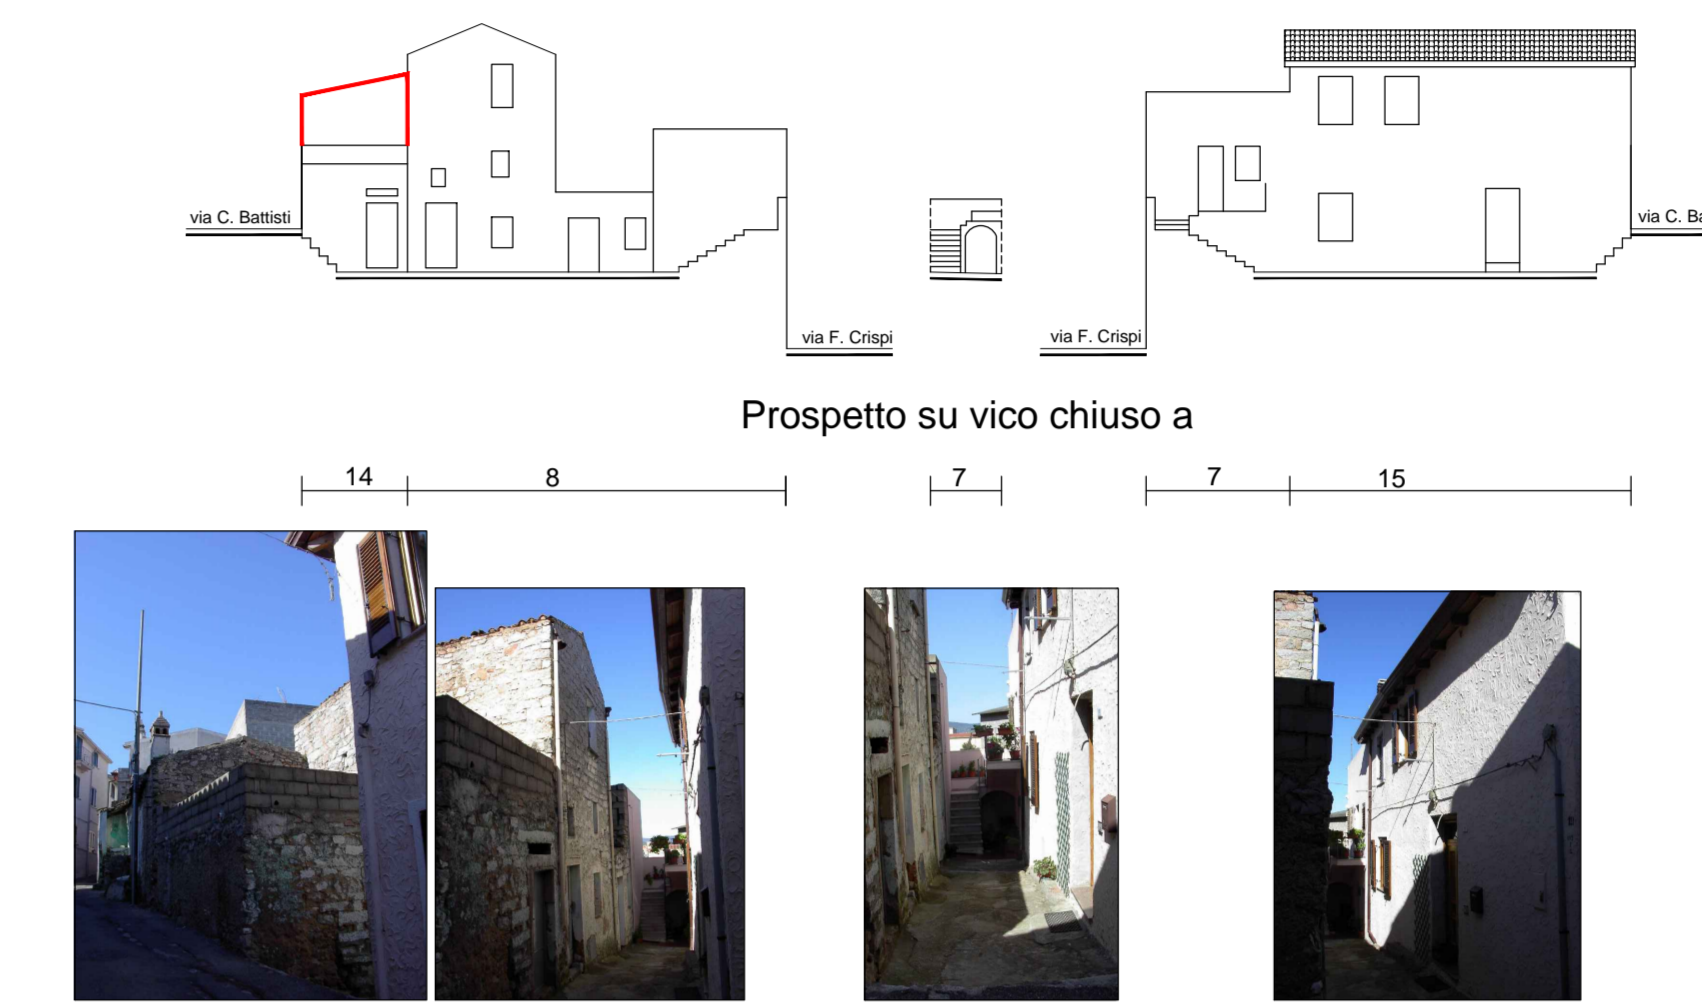 via C. Battisti
via C. Ba
via F. Crispi
via F. Crispi
Prospetto su vico chiuso a
14
8
7
7
15